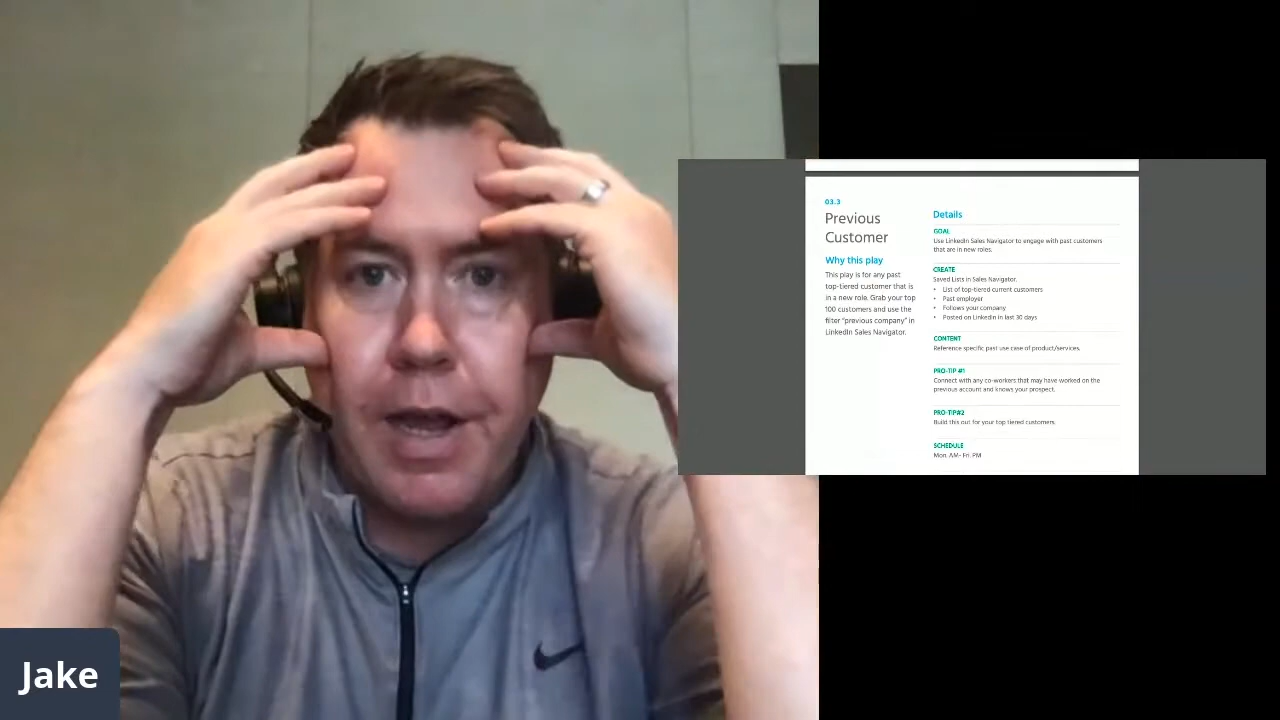 03.3
Previous
Customer
Why this play
This play is for any past
top-tiered customer that is
in a new role. Grab your top
100 customers and use the
filter "previous company" in
LinkedIn Sales Navigator.
Details
GOAL
Use LinkedIn Sales Navigator to engage with past customers
that are in new roles.
CREATE
Saved Lists in Sales Navigator.
• List of top-tiered current customers
• Past employer
• Follows your company
• Posted on LinkedIn in last 30 days
CONTENT
Reference specific past use case of product/services.
PRO-TIP #1
Connect with any co-workers that may have worked on the
previous account and knows your prospect.
PRO-TIP#2
Build this out for your top tiered customers.
SCHEDULE
Mon. AM- Fri. PM
Jake